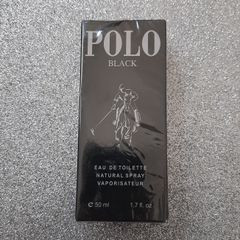 POLO
BLACK
EAU DE TOILETTE
NATURAL SPRAY
VAPORISATEUR
e 50 ml 1.7 fl. oz